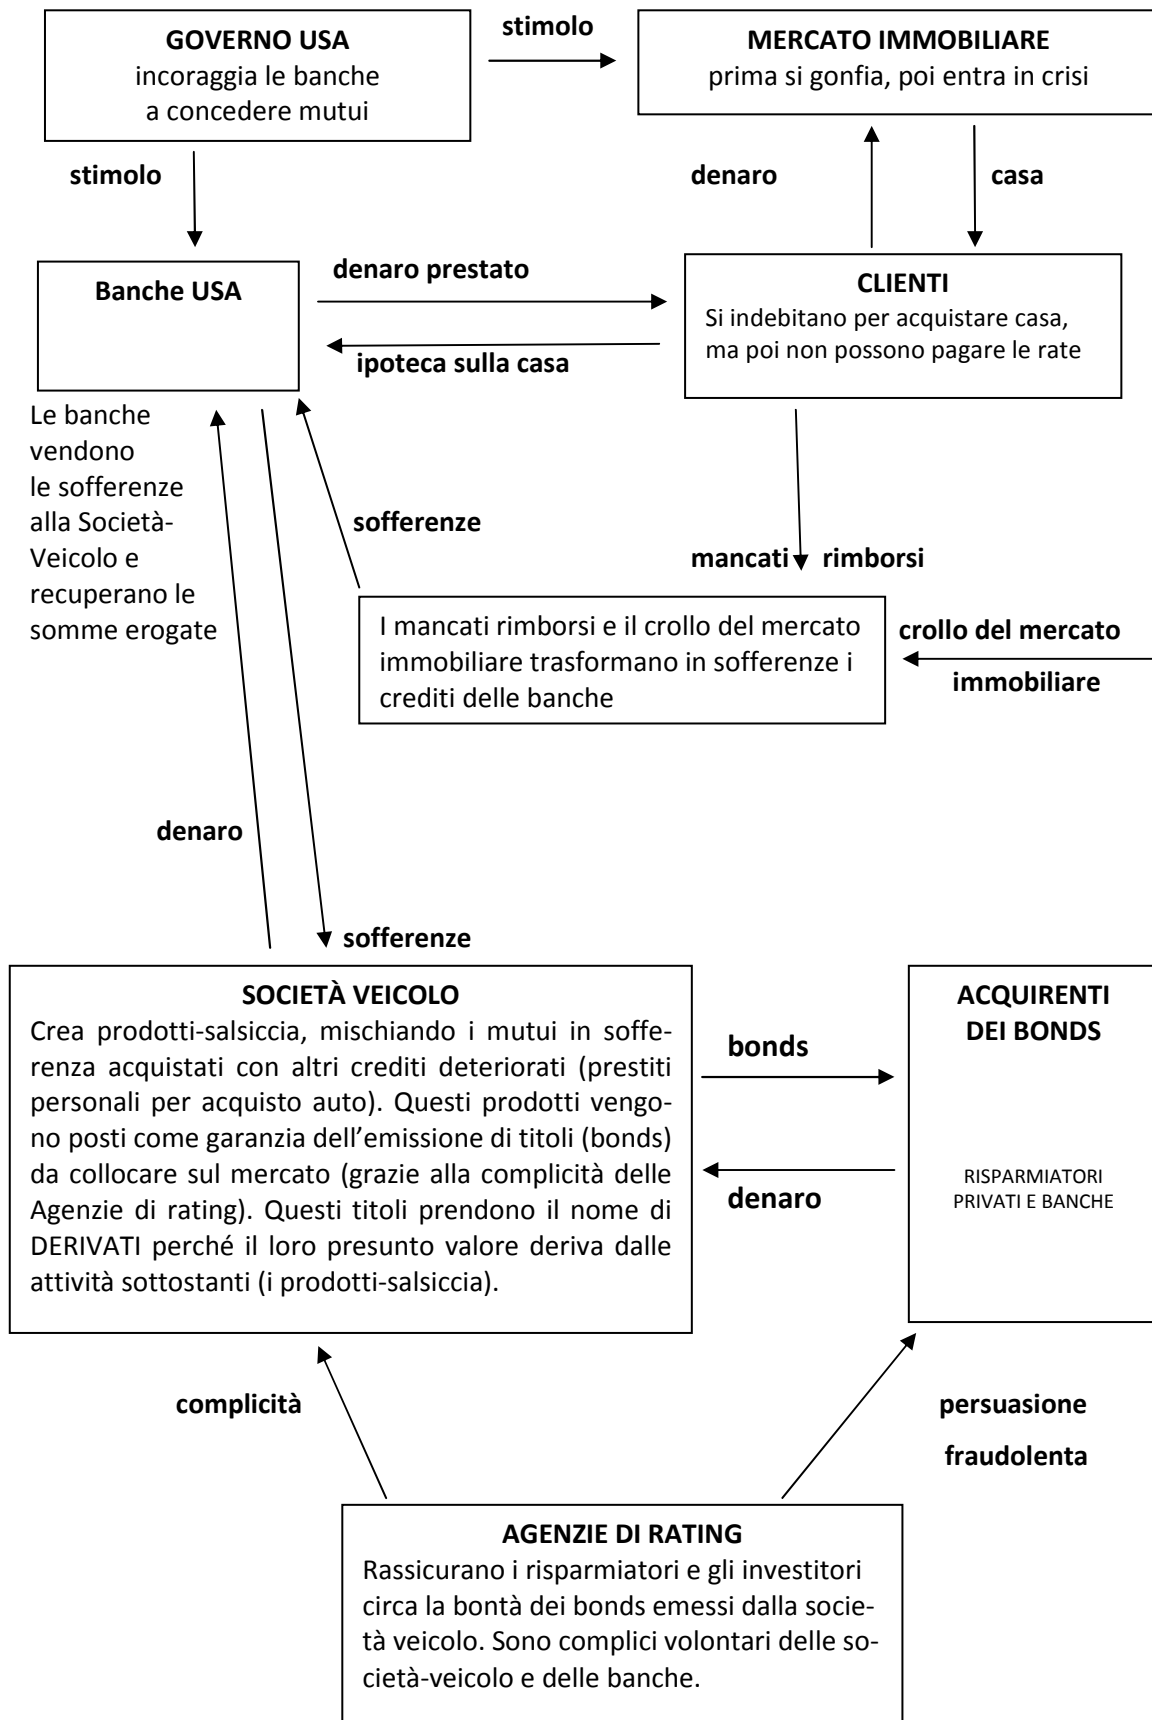 GOVERNO USA
incoraggia le banche
a concedere mutui
stimolo
MERCATO IMMOBILIARE
prima si gonfia, poi entra in crisi
stimolo
denaro
casa
Banche USA
denaro prestato
ipoteca sulla casa
CLIENTI
Si indebitano per acquistare casa,
ma poi non possono pagare le rate
Le banche
vendono
le sofferenze
alla Società-
Veicolo e
recuperano le
somme erogate
sofferenze
mancati rimborsi
I mancati rimborsi e il crollo del mercato
immobiliare trasformano in sofferenze i
crediti delle banche
crollo del mercato
immobiliare
denaro
sofferenze
SOCIETÀ VEICOLO
Crea prodotti-salsiccia, mischiando i mutui in soffe-
renza acquistati con altri crediti deteriorati (prestiti
personali per acquisto auto). Questi prodotti vengo-
no posti come garanzia dell'emissione di titoli (bonds)
da collocare sul mercato (grazie alla complicità delle
Agenzie di rating). Questi titoli prendono il nome di
DERIVATI perché il loro presunto valore deriva dalle
attività sottostanti (i prodotti-salsiccia).
bonds
denaro
ACQUIRENTI
DEI BONDS
RISPARMIATORI
PRIVATI E BANCHE
complicità
persuasione
fraudolenta
AGENZIE DI RATING
Rassicurano i risparmiatori e gli investitori
circa la bontà dei bonds emessi dalla socie-
tà veicolo. Sono complici volontari delle so-
cietà-veicolo e delle banche.